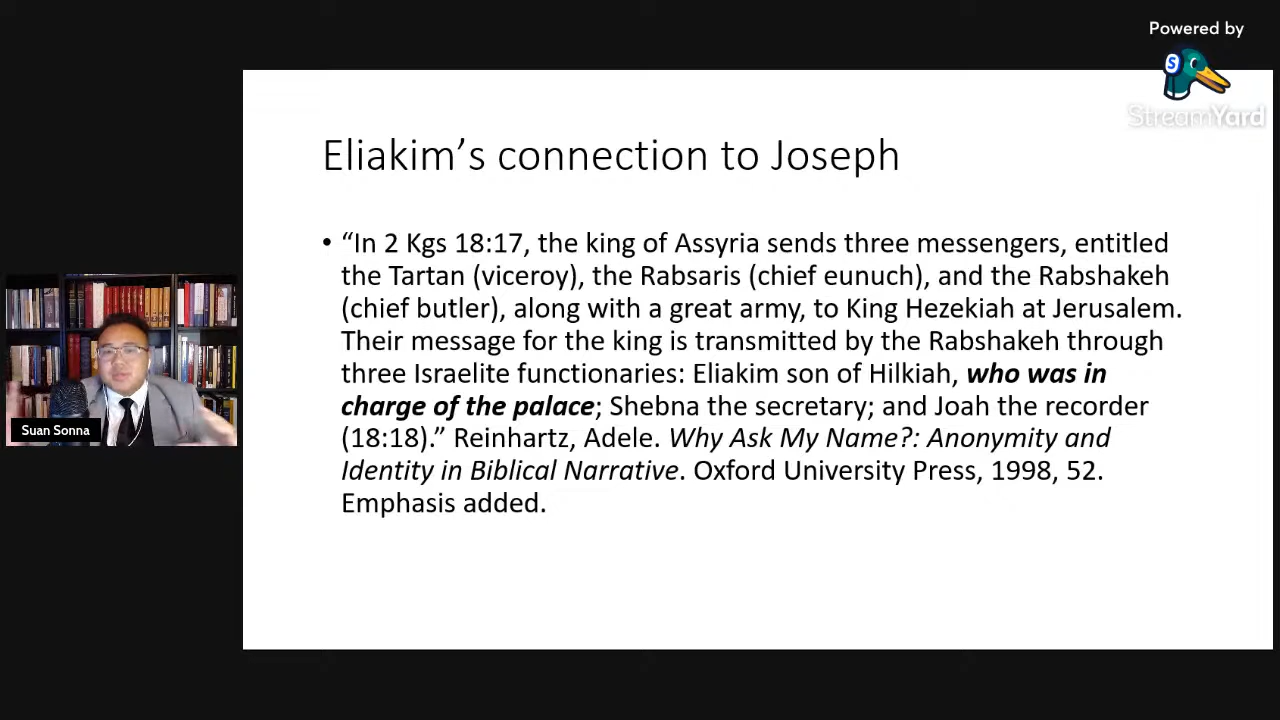 Powered by
S
StreamYard
Eliakim’s connection to Joseph
• “In 2 Kgs 18:17, the king of Assyria sends three messengers, entitled
the Tartan (viceroy), the Rabsaris (chief eunuch), and the Rabshakeh
(chief butler), along with a great army, to King Hezekiah at Jerusalem.
Their message for the king is transmitted by the Rabshakeh through
three Israelite functionaries: Eliakim son of Hilkiah, who was in
charge of the palace; Shebna the secretary; and Joah the recorder
(18:18).” Reinhartz, Adele. Why Ask My Name?: Anonymity and
Identity in Biblical Narrative. Oxford University Press, 1998, 52.
Emphasis added.
Suan Sonna